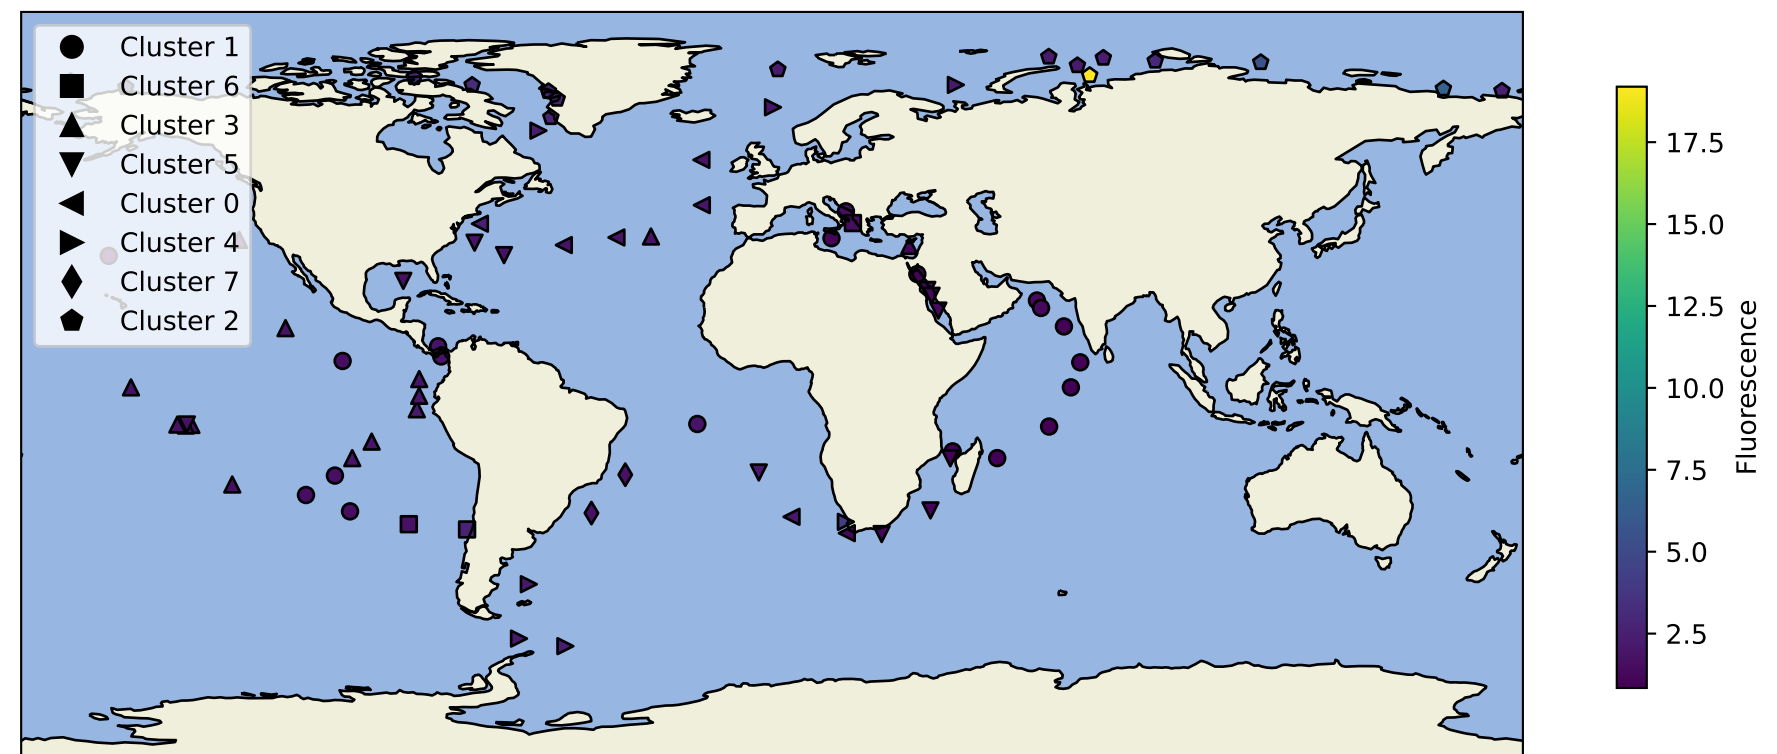 Cluster 1
Cluster 6
Cluster 3
Cluster 5
Cluster 0
Cluster 4
Cluster 7
Cluster 2
17.5
15.0
12.5
10.0
7.5
5.0
2.5
Fluorescence